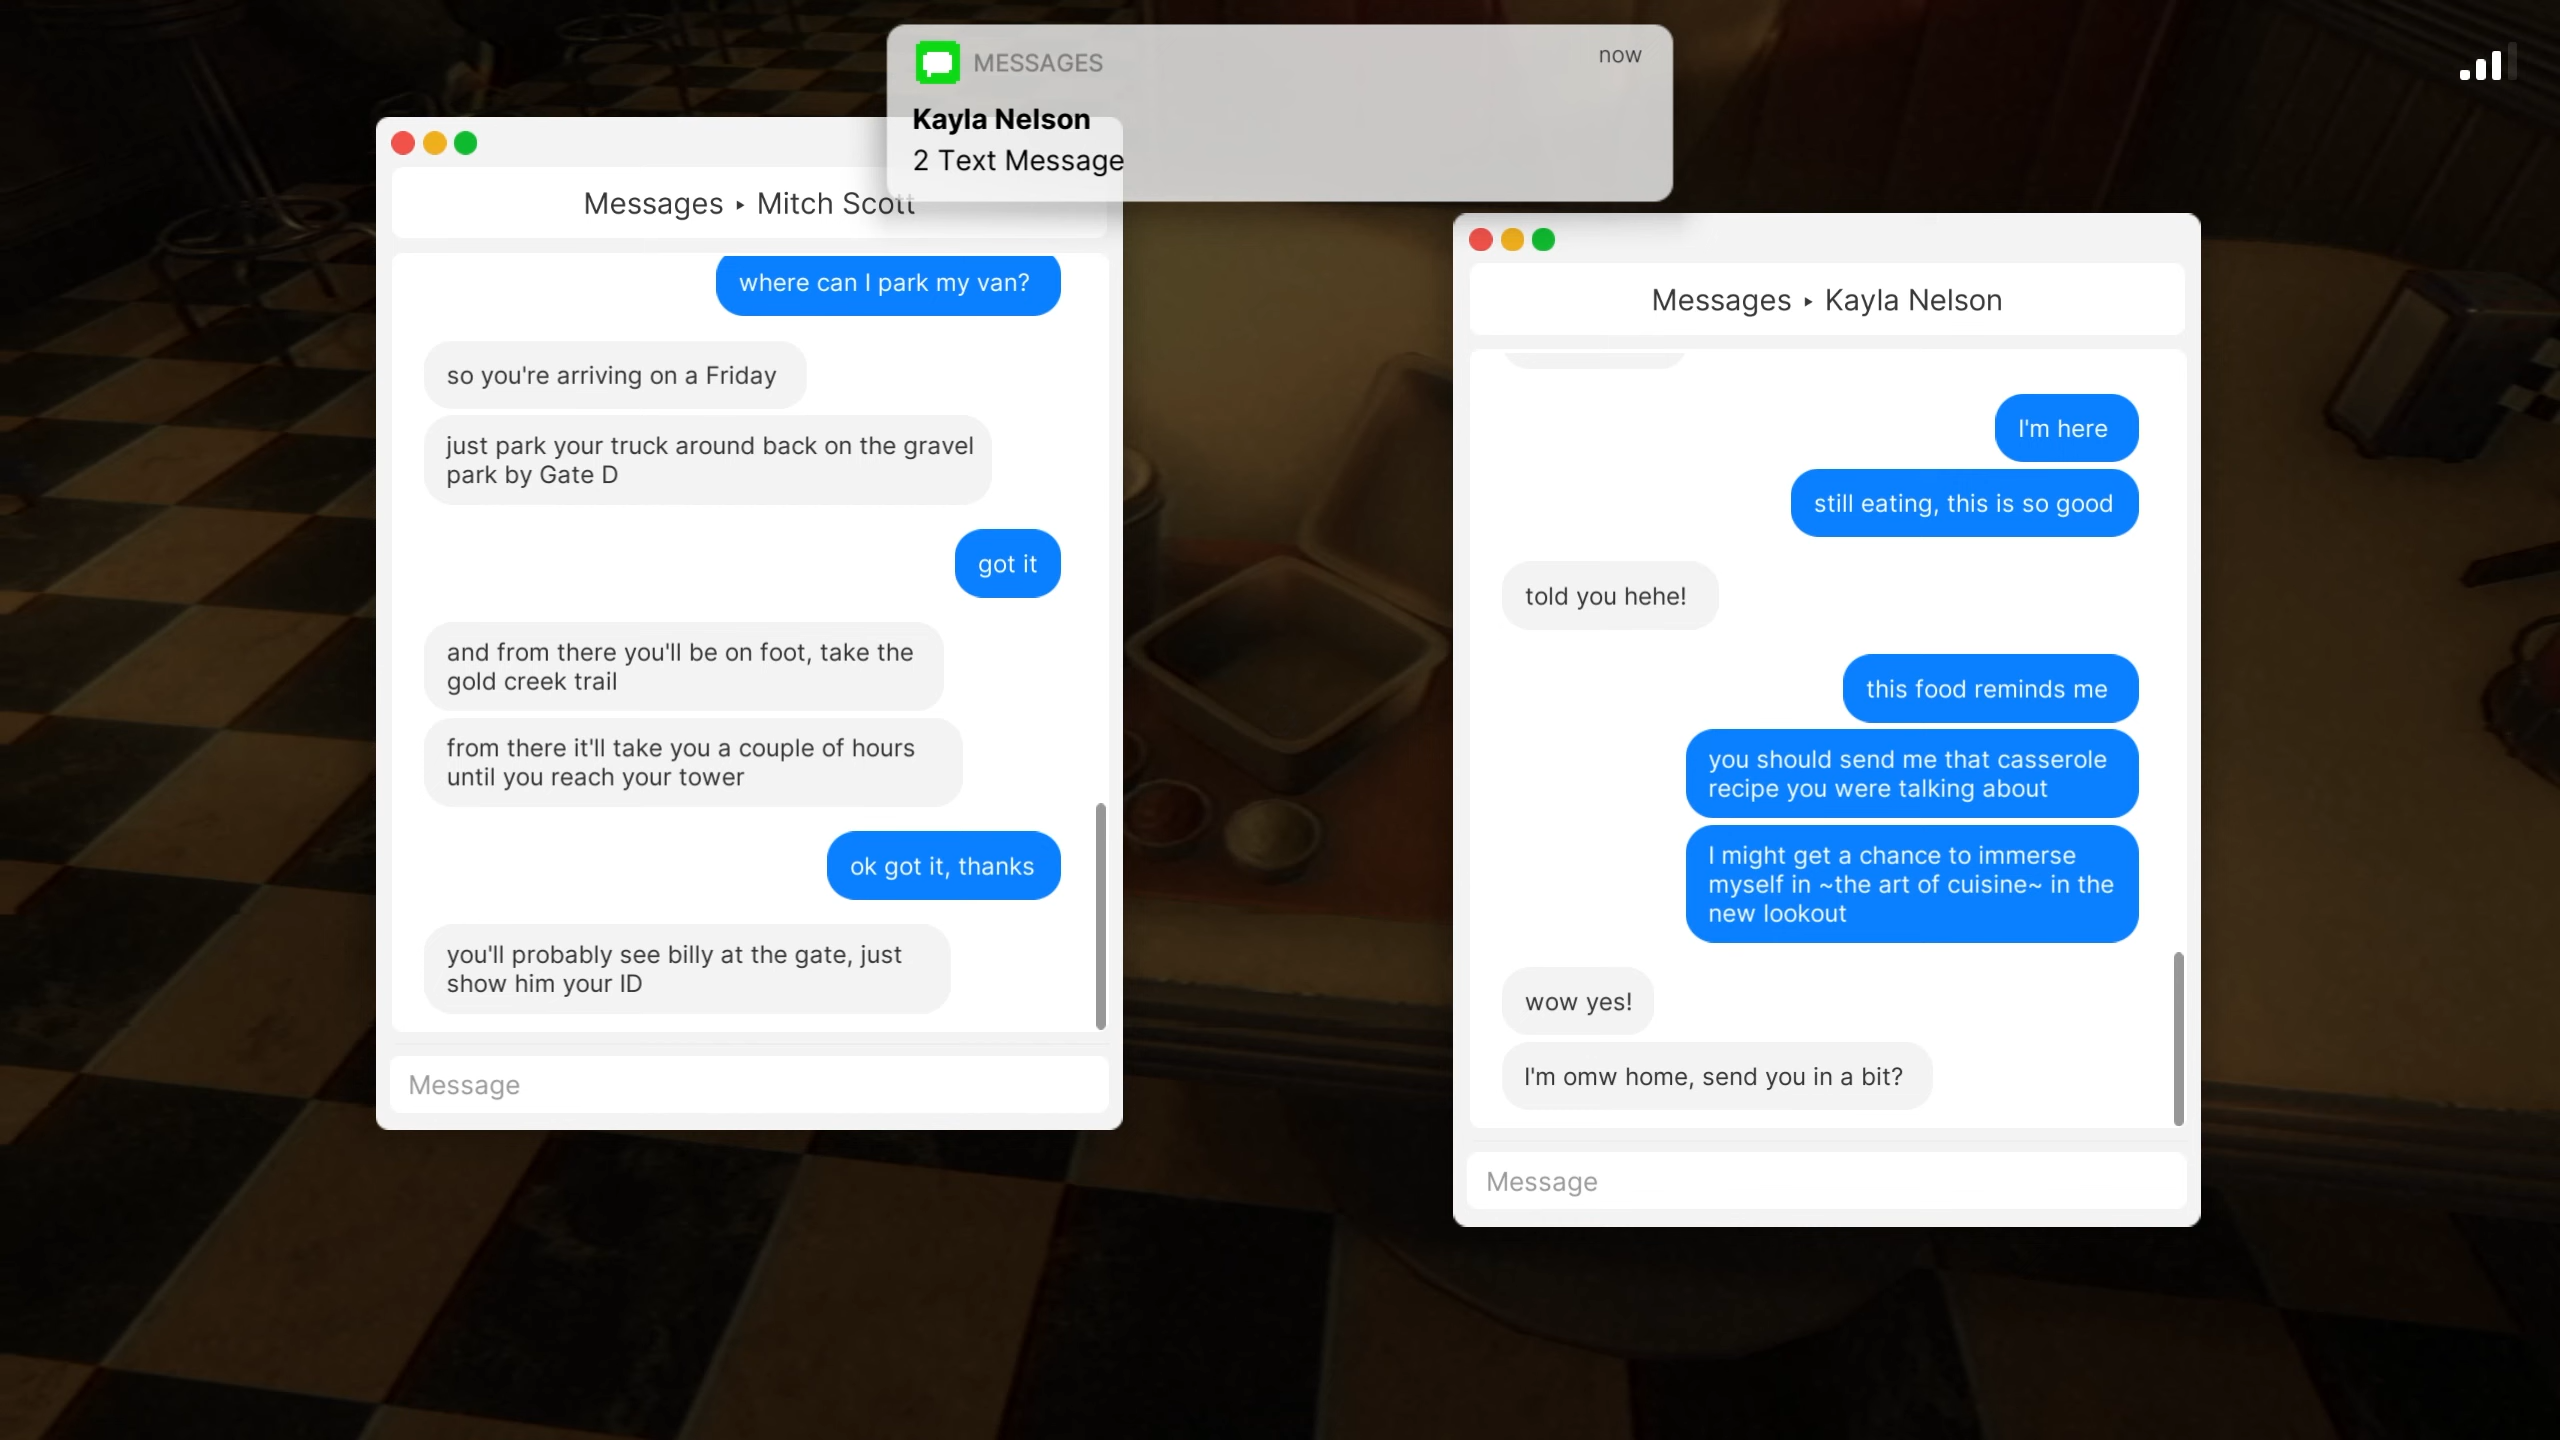 MESSAGES
now
Kayla Nelson
2 Text Message
Messages ▸ Mitch Scott
where can I park my van?
so you're arriving on a Friday
just park your truck around back on the gravel
park by Gate D
got it
and from there you'll be on foot, take the
gold creek trail
from there it'll take you a couple of hours
until you reach your tower
ok got it, thanks
you'll probably see billy at the gate, just
show him your ID
Message
Messages ▸ Kayla Nelson
I'm here
still eating, this is so good
told you hehe!
this food reminds me
you should send me that casserole
recipe you were talking about
I might get a chance to immerse
myself in ~the art of cuisine~ in the
new lookout
wow yes!
I'm omw home, send you in a bit?
Message